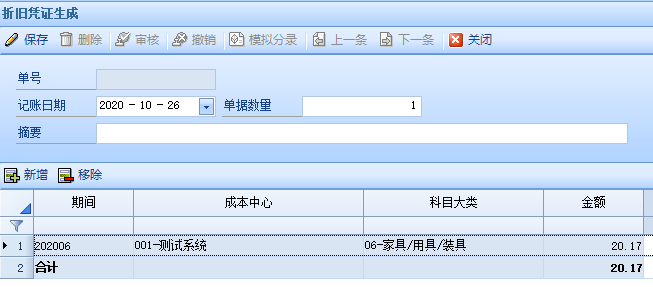 折旧凭证生成
保存 删除 审核 撤销 模拟分录 上一条 下一条 关闭
单号
记账日期 2020 - 10 - 26 单据数量 1
摘要
新增 移除
期间 成本中心 科目大类 金额
1 202006 001-测试系统 06-家具/用具/装具 20.17
2 合计 20.17